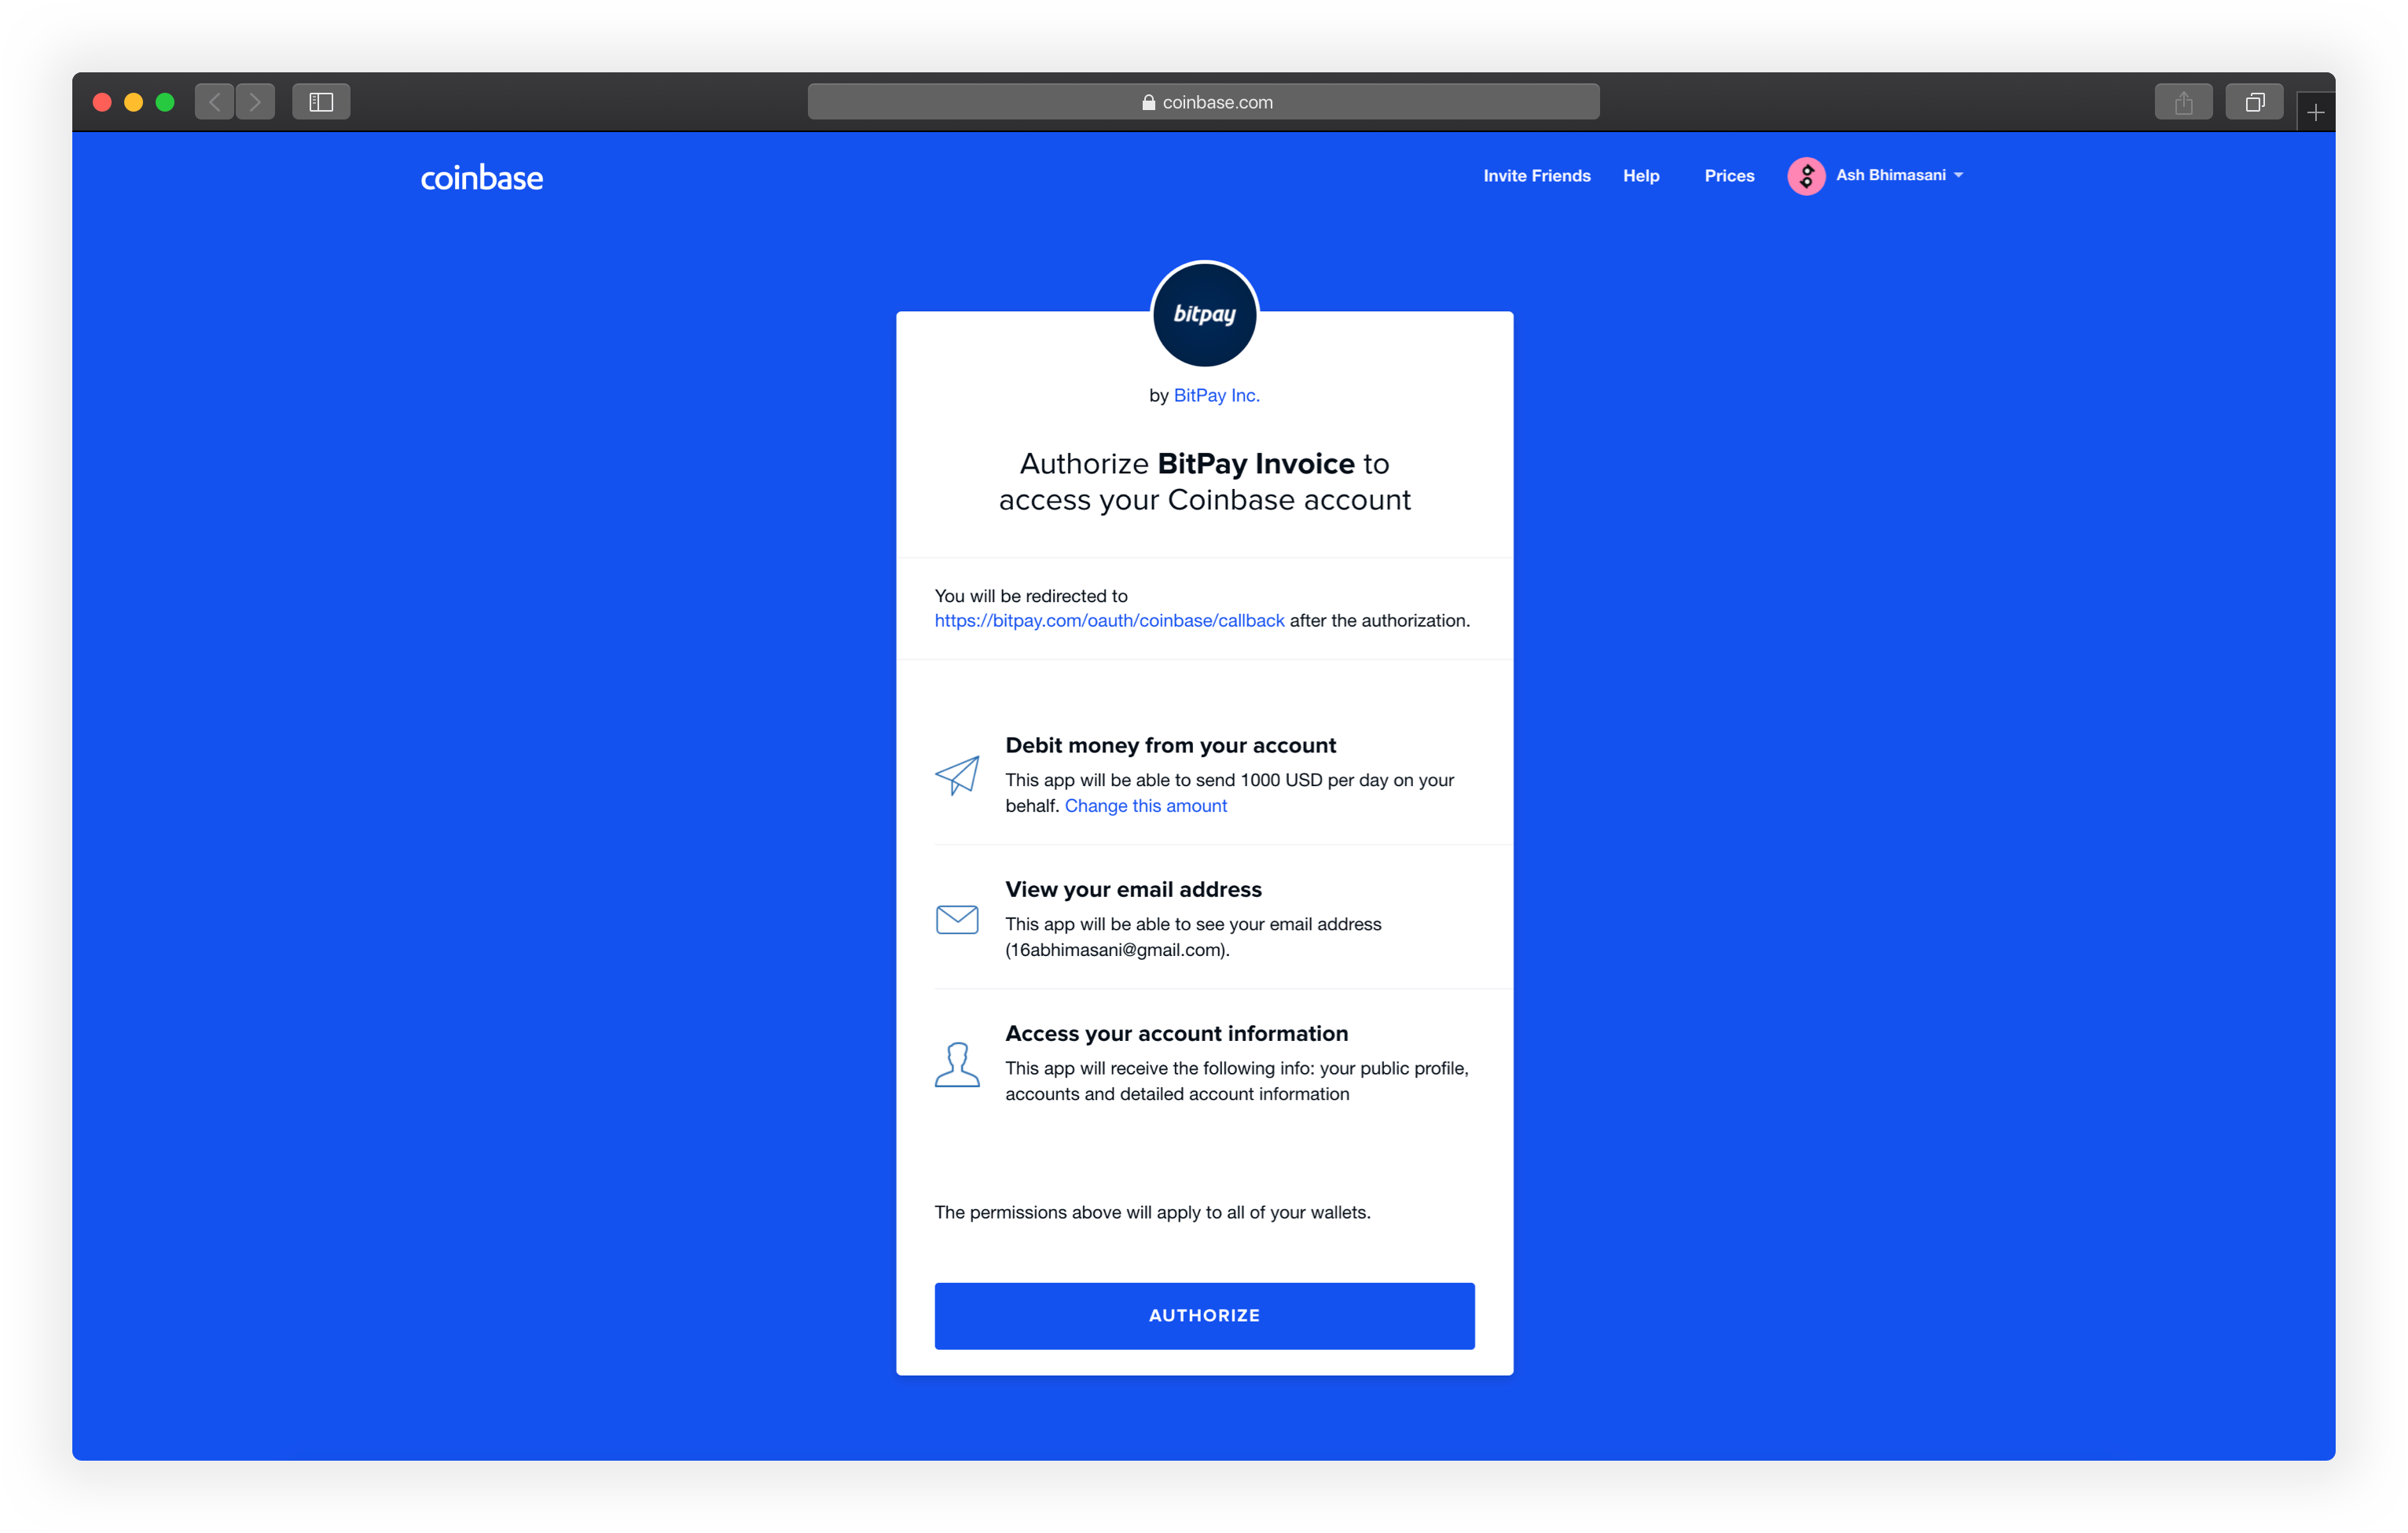 coinbase.com
coinbase
Invite Friends Help Prices Ash Bhimasani
bitpay
by BitPay Inc.
Authorize BitPay Invoice to
access your Coinbase account
You will be redirected to
https://bitpay.com/oauth/coinbase/callback after the authorization.
Debit money from your account
This app will be able to send 1000 USD per day on your
behalf. Change this amount
View your email address
This app will be able to see your email address
(16abhimasani@gmail.com).
Access your account information
This app will receive the following info: your public profile,
accounts and detailed account information
The permissions above will apply to all of your wallets.
AUTHORIZE